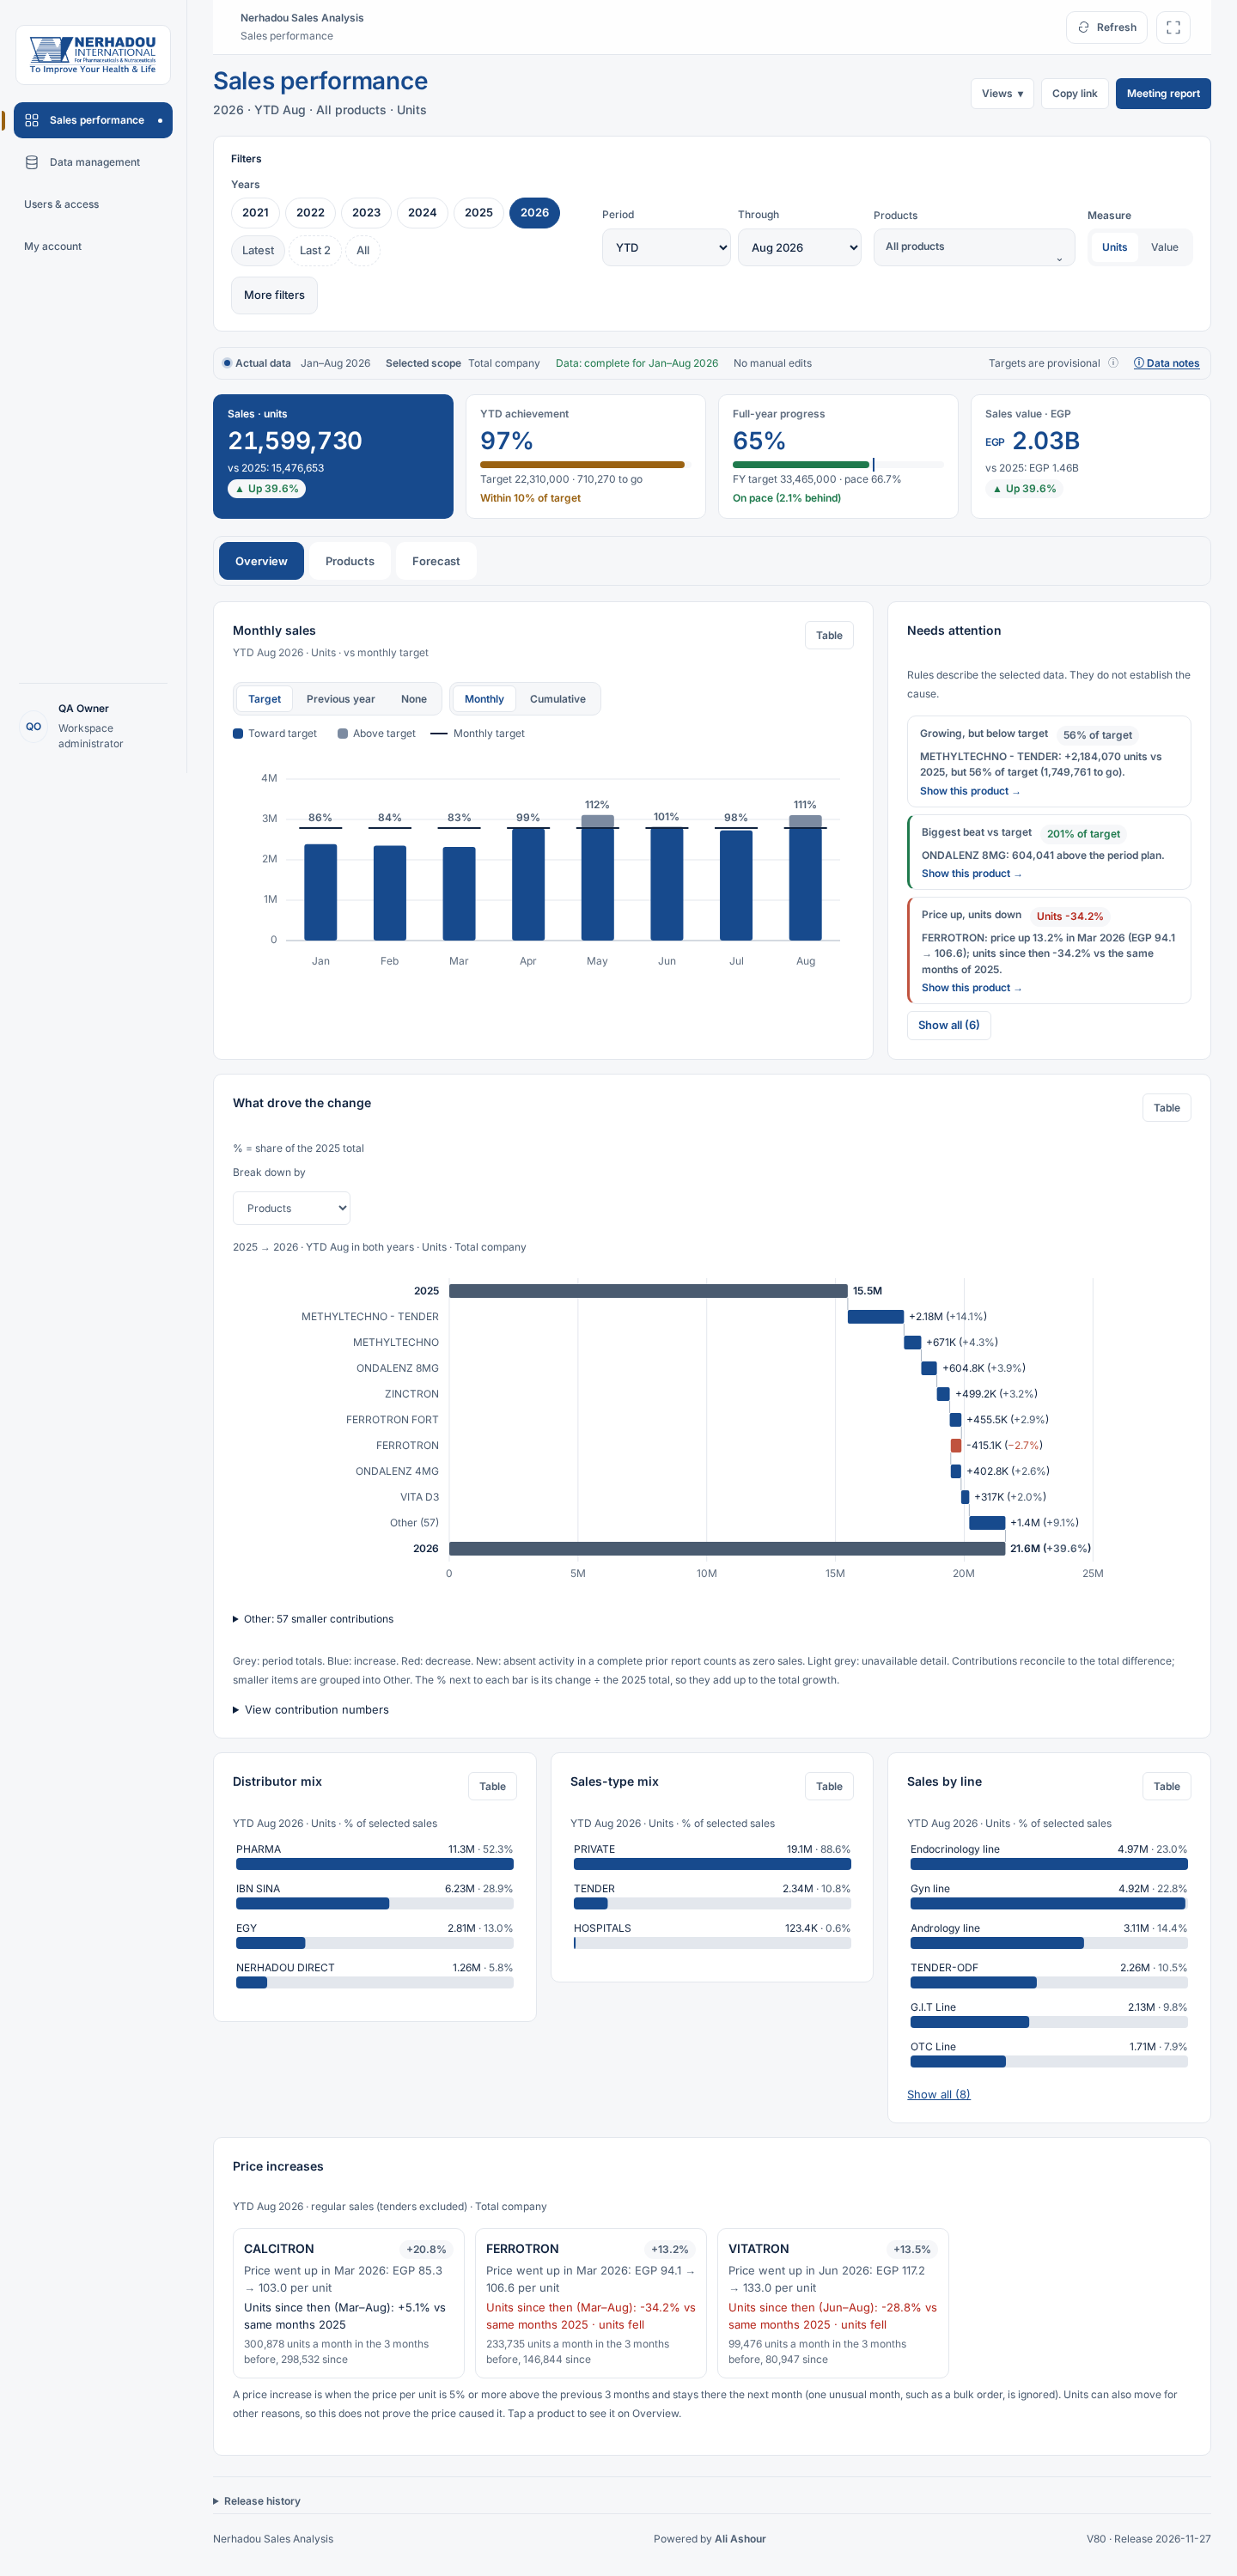 NERHADOU
INTERNATIONAL
For Pharmaceuticals & Nutraceuticals
To Improve Your Health & Life
Sales performance
Data management
Users & access
My account
QO
QA Owner
Workspace
administrator
Nerhadou Sales Analysis
Sales performance
Refresh
Sales performance
2026 · YTD Aug · All products · Units
Views ▾
Copy link
Meeting report
Filters
Years
2021 2022 2023 2024 2025 2026
Latest Last 2 All
More filters
Period
YTD
Through
Aug 2026
Products
All products
Measure
Units Value
Actual data Jan–Aug 2026 Selected scope Total company Data: complete for Jan–Aug 2026 No manual edits Targets are provisional ⓘ ⓘ Data notes
Sales · units
21,599,730
vs 2025: 15,476,653
▲ Up 39.6%
YTD achievement
97%
Target 22,310,000 · 710,270 to go
Within 10% of target
Full-year progress
65%
FY target 33,465,000 · pace 66.7%
On pace (2.1% behind)
Sales value · EGP
EGP 2.03B
vs 2025: EGP 1.46B
▲ Up 39.6%
Overview Products Forecast
Monthly sales
Table
YTD Aug 2026 · Units · vs monthly target
Target Previous year None Monthly Cumulative
Toward target Above target Monthly target
4M
3M
2M
1M
0
86% 84% 83% 99% 112% 101% 98% 111%
Jan Feb Mar Apr May Jun Jul Aug
Needs attention
Rules describe the selected data. They do not establish the
cause.
Growing, but below target 56% of target
METHYLTECHNO - TENDER: +2,184,070 units vs
2025, but 56% of target (1,749,761 to go).
Show this product →
Biggest beat vs target 201% of target
ONDALENZ 8MG: 604,041 above the period plan.
Show this product →
Price up, units down Units -34.2%
FERROTRON: price up 13.2% in Mar 2026 (EGP 94.1
→ 106.6); units since then -34.2% vs the same
months of 2025.
Show this product →
Show all (6)
What drove the change
Table
% = share of the 2025 total
Break down by
Products
2025 → 2026 · YTD Aug in both years · Units · Total company
2025 15.5M
METHYLTECHNO - TENDER +2.18M (+14.1%)
METHYLTECHNO +671K (+4.3%)
ONDALENZ 8MG +604.8K (+3.9%)
ZINCTRON +499.2K (+3.2%)
FERROTRON FORT +455.5K (+2.9%)
FERROTRON -415.1K (−2.7%)
ONDALENZ 4MG +402.8K (+2.6%)
VITA D3 +317K (+2.0%)
Other (57) +1.4M (+9.1%)
2026 21.6M (+39.6%)
0 5M 10M 15M 20M 25M
▶ Other: 57 smaller contributions
Grey: period totals. Blue: increase. Red: decrease. New: absent activity in a complete prior report counts as zero sales. Light grey: unavailable detail. Contributions reconcile to the total difference;
smaller items are grouped into Other. The % next to each bar is its change ÷ the 2025 total, so they add up to the total growth.
▶ View contribution numbers
Distributor mix
Table
YTD Aug 2026 · Units · % of selected sales
PHARMA 11.3M · 52.3%
IBN SINA 6.23M · 28.9%
EGY 2.81M · 13.0%
NERHADOU DIRECT 1.26M · 5.8%
Sales-type mix
Table
YTD Aug 2026 · Units · % of selected sales
PRIVATE 19.1M · 88.6%
TENDER 2.34M · 10.8%
HOSPITALS 123.4K · 0.6%
Sales by line
Table
YTD Aug 2026 · Units · % of selected sales
Endocrinology line 4.97M · 23.0%
Gyn line 4.92M · 22.8%
Andrology line 3.11M · 14.4%
TENDER-ODF 2.26M · 10.5%
G.I.T Line 2.13M · 9.8%
OTC Line 1.71M · 7.9%
Show all (8)
Price increases
YTD Aug 2026 · regular sales (tenders excluded) · Total company
CALCITRON +20.8%
Price went up in Mar 2026: EGP 85.3
→ 103.0 per unit
Units since then (Mar–Aug): +5.1% vs
same months 2025
300,878 units a month in the 3 months
before, 298,532 since
FERROTRON +13.2%
Price went up in Mar 2026: EGP 94.1 →
106.6 per unit
Units since then (Mar–Aug): -34.2% vs
same months 2025 · units fell
233,735 units a month in the 3 months
before, 146,844 since
VITATRON +13.5%
Price went up in Jun 2026: EGP 117.2
→ 133.0 per unit
Units since then (Jun–Aug): -28.8% vs
same months 2025 · units fell
99,476 units a month in the 3 months
before, 80,947 since
A price increase is when the price per unit is 5% or more above the previous 3 months and stays there the next month (one unusual month, such as a bulk order, is ignored). Units can also move for
other reasons, so this does not prove the price caused it. Tap a product to see it on Overview.
▶ Release history
Nerhadou Sales Analysis
Powered by Ali Ashour
V80 · Release 2026-11-27